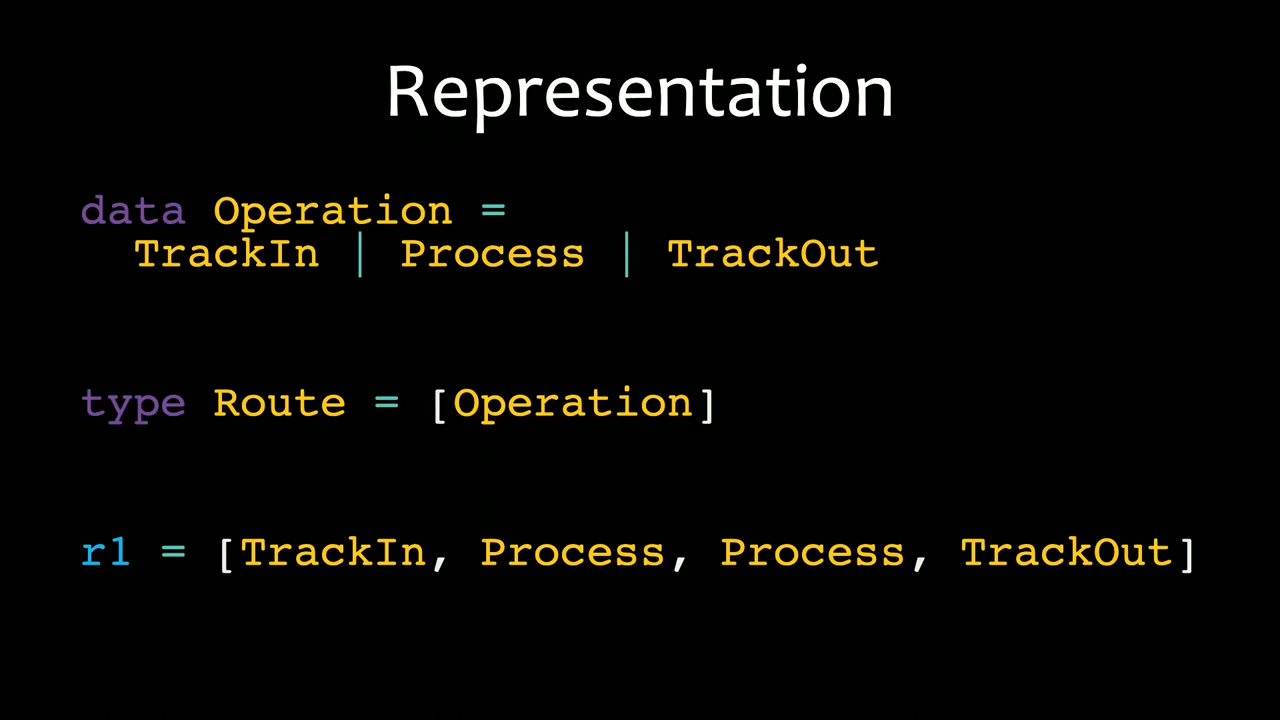 Representation
data Operation =
TrackIn | Process | TrackOut
type Route = [Operation]
r1 = [TrackIn, Process, Process, TrackOut]